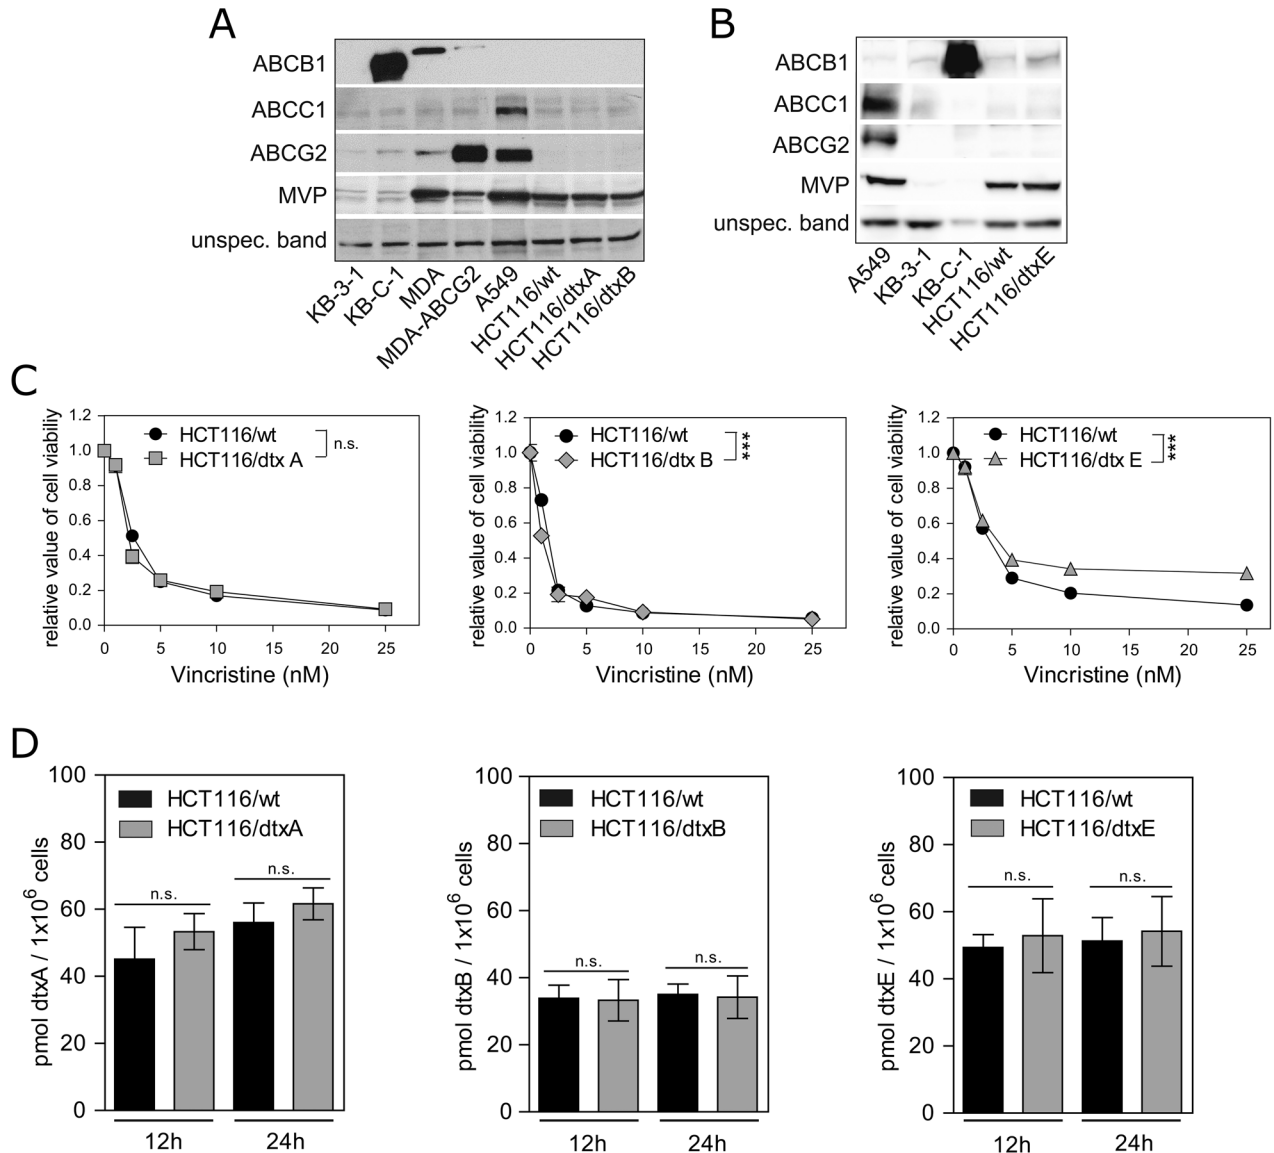 A
ABCB1
ABCC1
ABCG2
MVP
unspec. band
KB-3-1
KB-C-1
MDA
MDA-ABCG2
A549
HCT116/wt
HCT116/dtxA
HCT116/dtxB
B
ABCB1
ABCC1
ABCG2
MVP
unspec. band
A549
KB-3-1
KB-C-1
HCT116/wt
HCT116/dtxE
C
relative value of cell viability
1.2
1.0
0.8
0.6
0.4
0.2
0.0
HCT116/wt
HCT116/dtx A
n.s.
0 5 10 15 20 25
Vincristine (nM)
relative value of cell viability
1.2
1.0
0.8
0.6
0.4
0.2
0.0
HCT116/wt
HCT116/dtx B
***
0 5 10 15 20 25
Vincristine (nM)
relative value of cell viability
1.2
1.0
0.8
0.6
0.4
0.2
0.0
HCT116/wt
HCT116/dtx E
***
0 5 10 15 20 25
Vincristine (nM)
D
pmol dtxA / 1x10⁶ cells
100
80
60
40
20
0
HCT116/wt
HCT116/dtxA
n.s.
n.s.
12h 24h
pmol dtxB / 1x10⁶ cells
100
80
60
40
20
0
HCT116/wt
HCT116/dtxB
n.s.
n.s.
12h 24h
pmol dtxE / 1x10⁶ cells
100
80
60
40
20
0
HCT116/wt
HCT116/dtxE
n.s.
n.s.
12h 24h